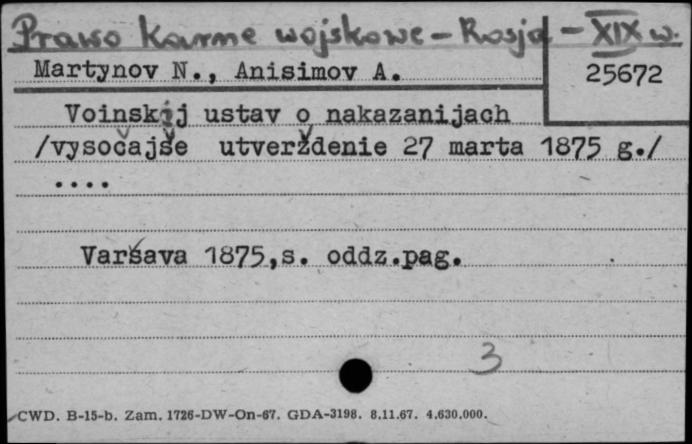 Prawo karne wojskowe - Rosja - XIX w.
Martynov N., Anisimov A.
25672
Voinskij ustav o nakazanijach
/vysočajše utverždenie 27 marta 1875 g./
....
Varšava 1875,s. oddz.pag.
3
CWD. B-15-b. Zam. 1726-DW-On-67. GDA-3198. 8.11.67. 4.630.000.